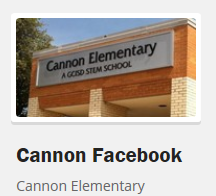 Cannon Elementary
A GCISD STEM SCHOOL
Cannon Facebook
Cannon Elementary